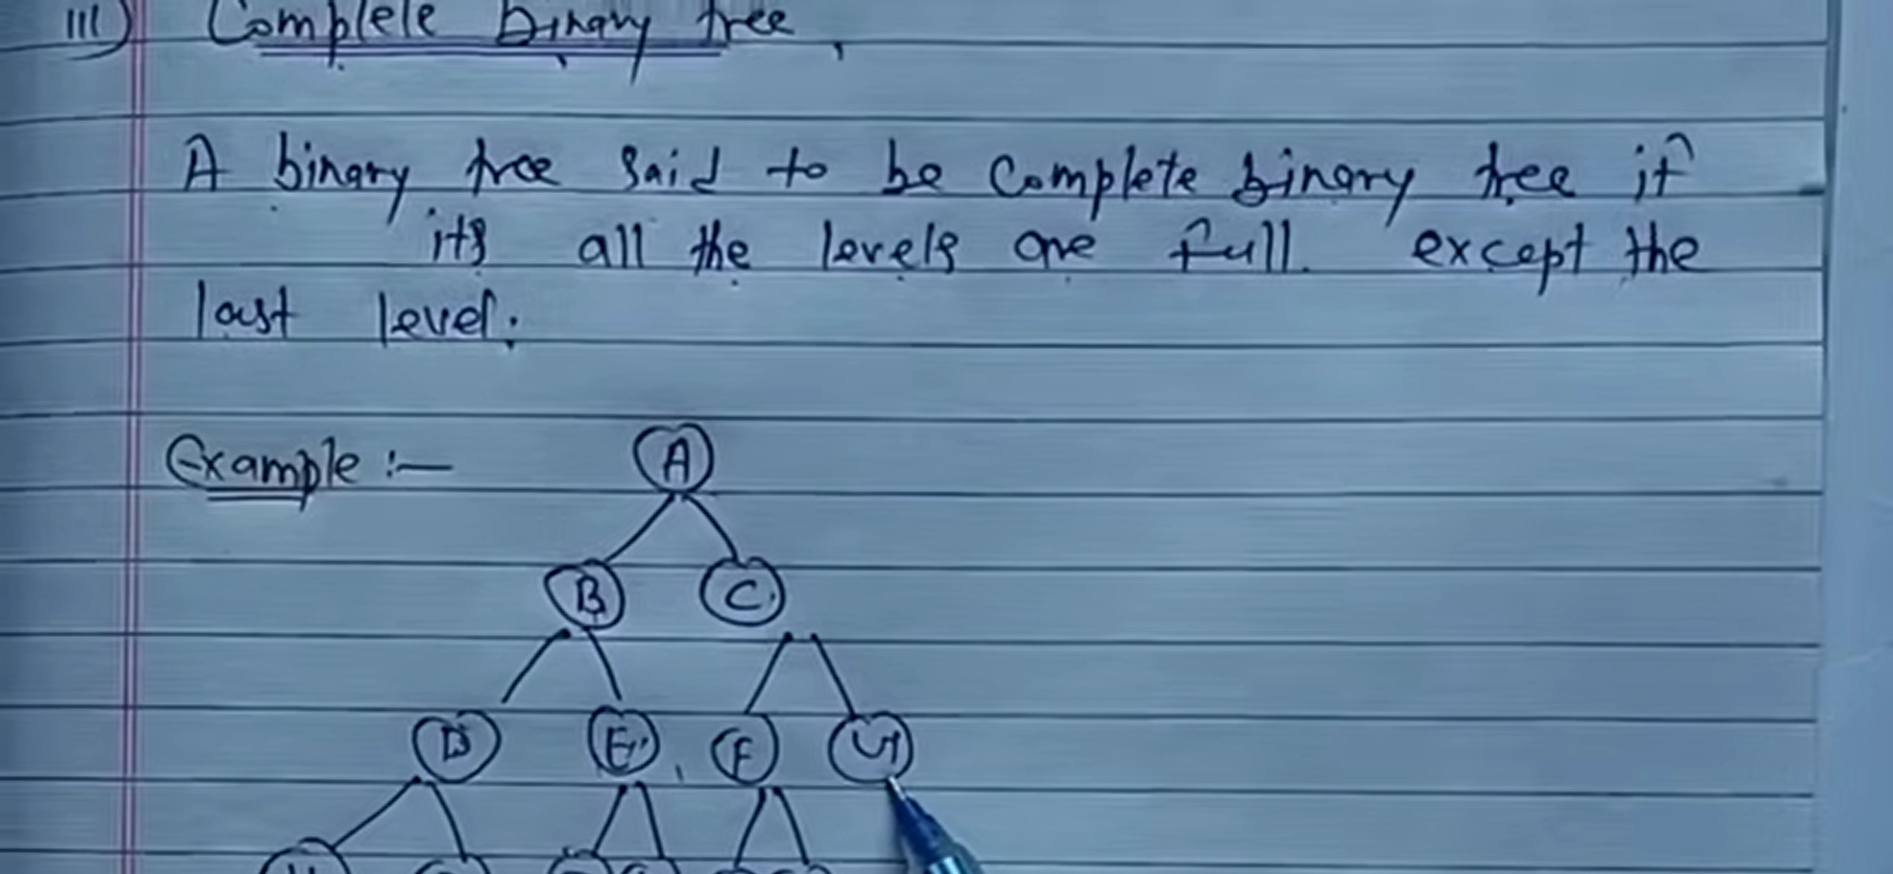 III) Complete binary tree,
A binary tree said to be complete binary tree if
its all the levels are full. except the
last level.
Example :—
A
B C
D E F G
H